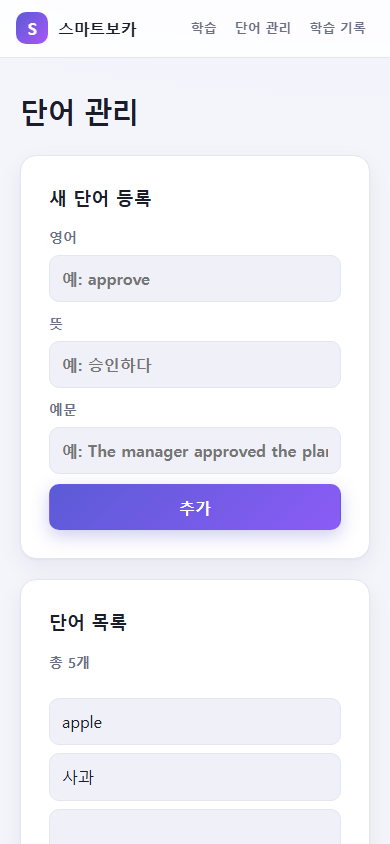 S 스마트보카 학습 단어 관리 학습 기록
단어 관리
새 단어 등록
영어
예: approve
뜻
예: 승인하다
예문
예: The manager approved the plan
추가
단어 목록
총 5개
apple
사과